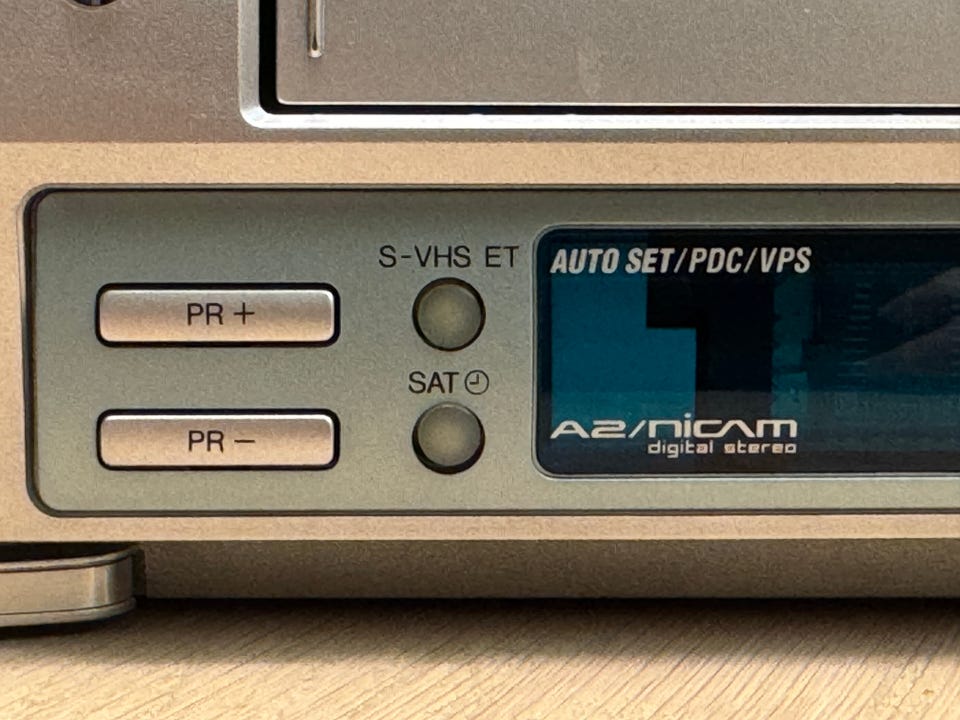 S-VHS ET
AUTO SET/PDC/VPS
PR +
SAT
PR –
A2/nicam
digital stereo